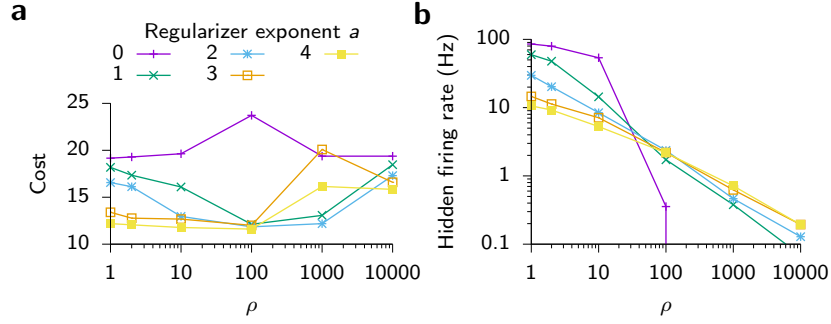 a
Regularizer exponent a
0 2 4
1 3
25
20
15
10
Cost
1 10 100 1000 10000
ρ
b
100
10
1
0.1
Hidden firing rate (Hz)
1 10 100 1000 10000
ρ